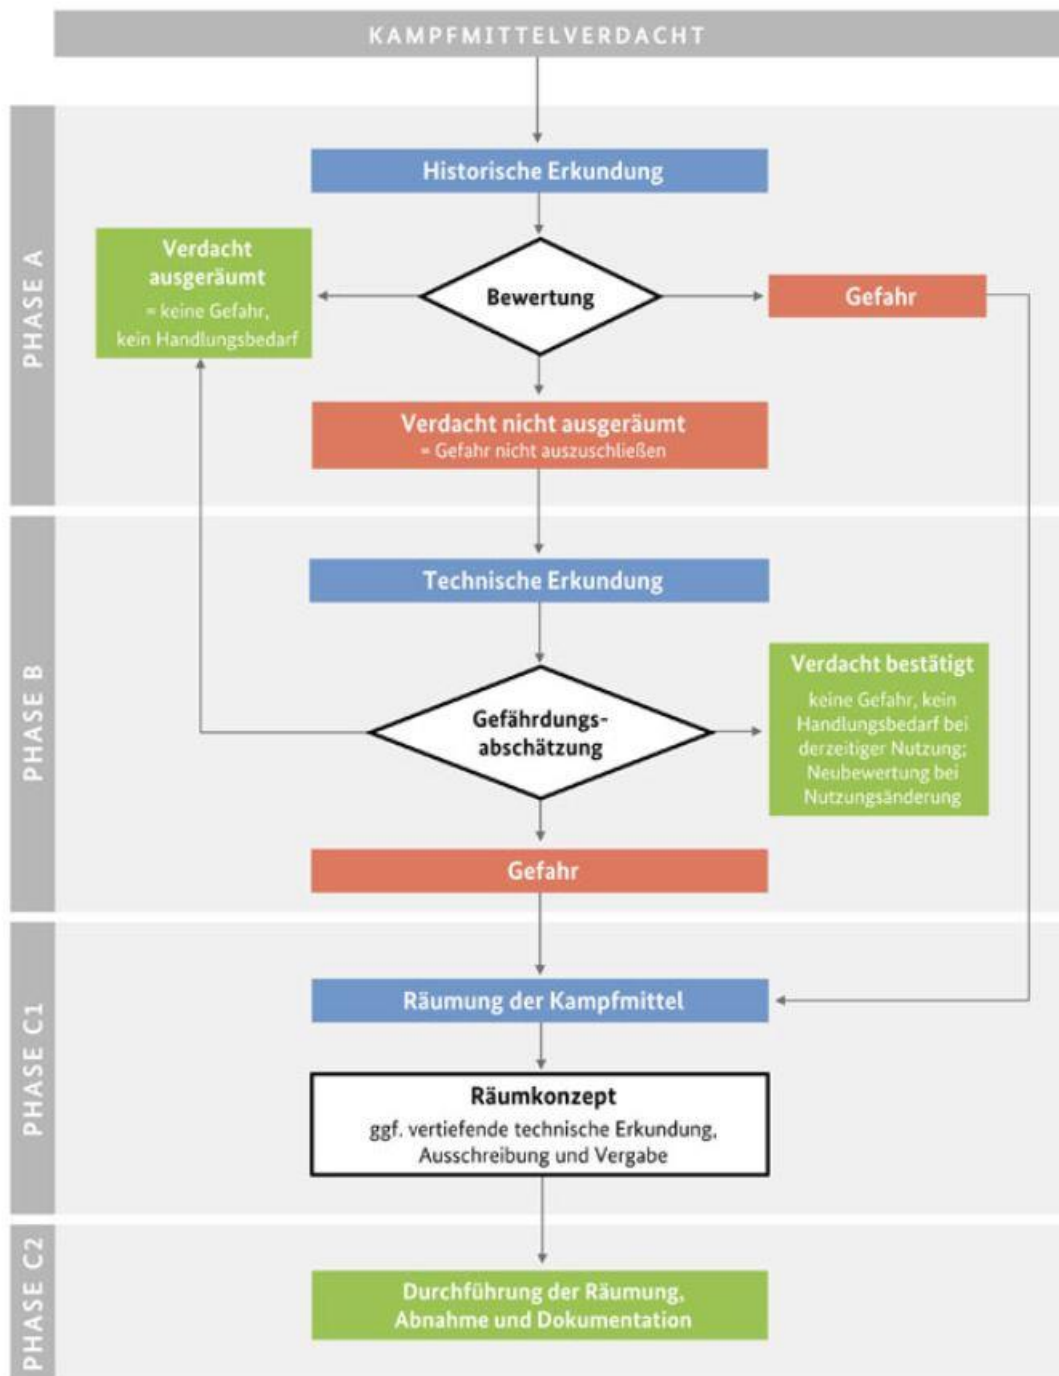 KAMPFMITTELVERDACHT
PHASE A
Historische Erkundung
Verdacht
ausgeräumt
= keine Gefahr,
kein Handlungsbedarf
Bewertung
Gefahr
Verdacht nicht ausgeräumt
= Gefahr nicht auszuschließen
PHASE B
Technische Erkundung
Gefährdungs-
abschätzung
Verdacht bestätigt
keine Gefahr, kein
Handlungsbedarf bei
derzeitiger Nutzung;
Neubewertung bei
Nutzungsänderung
Gefahr
PHASE C1
Räumung der Kampfmittel
Räumkonzept
ggf. vertiefende technische Erkundung,
Ausschreibung und Vergabe
PHASE C2
Durchführung der Räumung,
Abnahme und Dokumentation